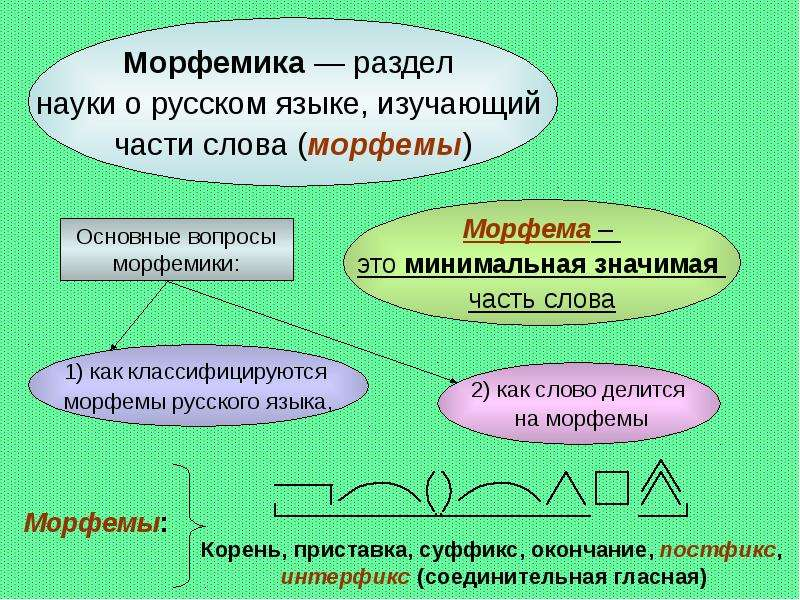 Морфемика — раздел
науки о русском языке, изучающий
части слова (морфемы)
Основные вопросы
морфемики:
Морфема –
это минимальная значимая
часть слова
1) как классифицируются
морфемы русского языка,
2) как слово делится
на морфемы
Морфемы:
Корень, приставка, суффикс, окончание, постфикс,
интерфикс (соединительная гласная)